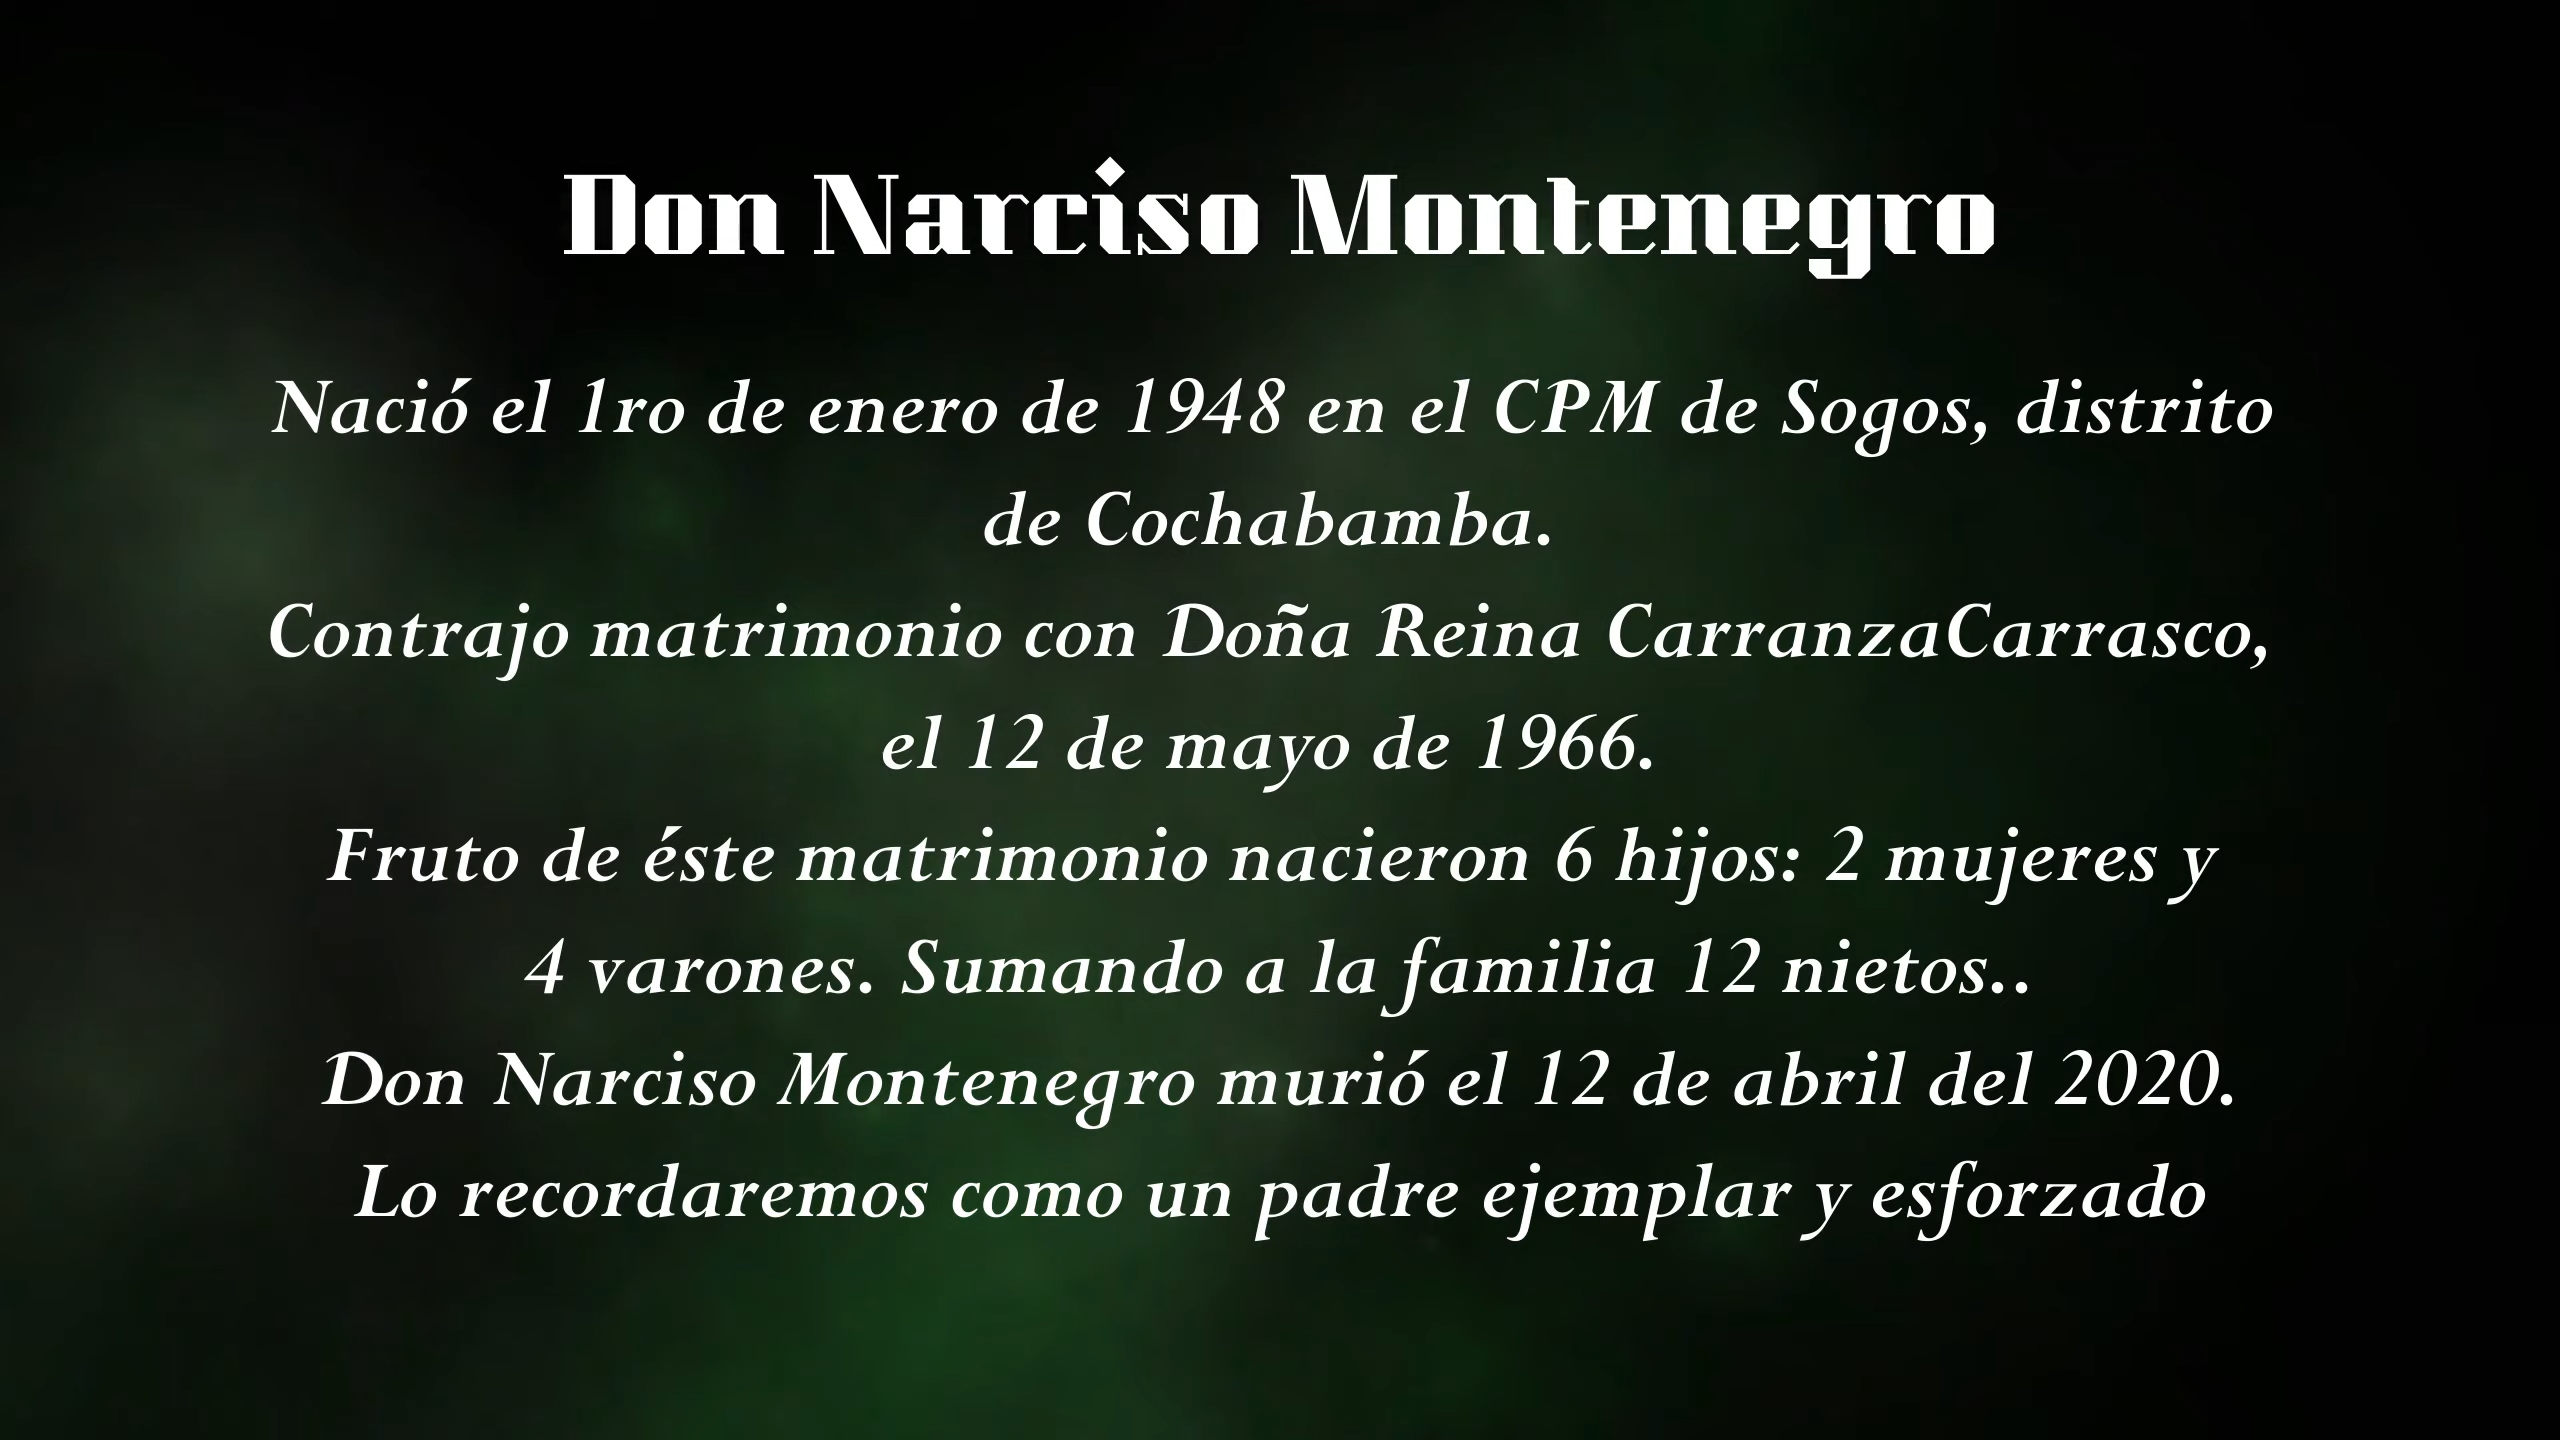 Don Narciso Montenegro
Nació el 1ro de enero de 1948 en el CPM de Sogos, distrito
de Cochabamba.
Contrajo matrimonio con Doña Reina CarranzaCarrasco,
el 12 de mayo de 1966.
Fruto de éste matrimonio nacieron 6 hijos: 2 mujeres y
4 varones. Sumando a la familia 12 nietos..
Don Narciso Montenegro murió el 12 de abril del 2020.
Lo recordaremos como un padre ejemplar y esforzado